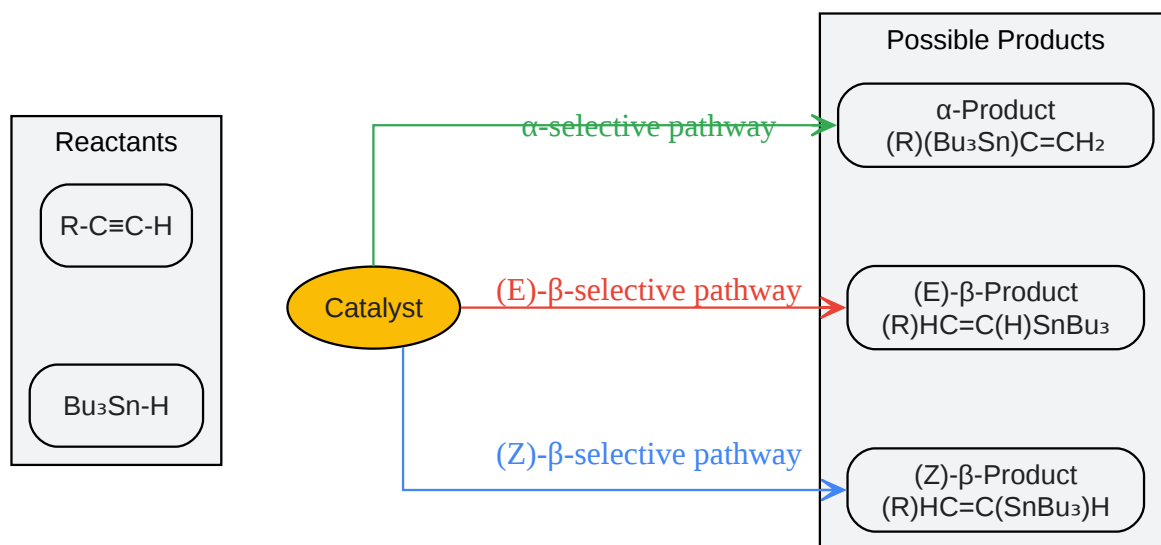 Reactants
R-C≡C-H
Bu₃Sn-H
Catalyst
α-selective pathway
(E)-β-selective pathway
(Z)-β-selective pathway
Possible Products
α-Product
(R)(Bu₃Sn)C=CH₂
(E)-β-Product
(R)HC=C(H)SnBu₃
(Z)-β-Product
(R)HC=C(SnBu₃)H